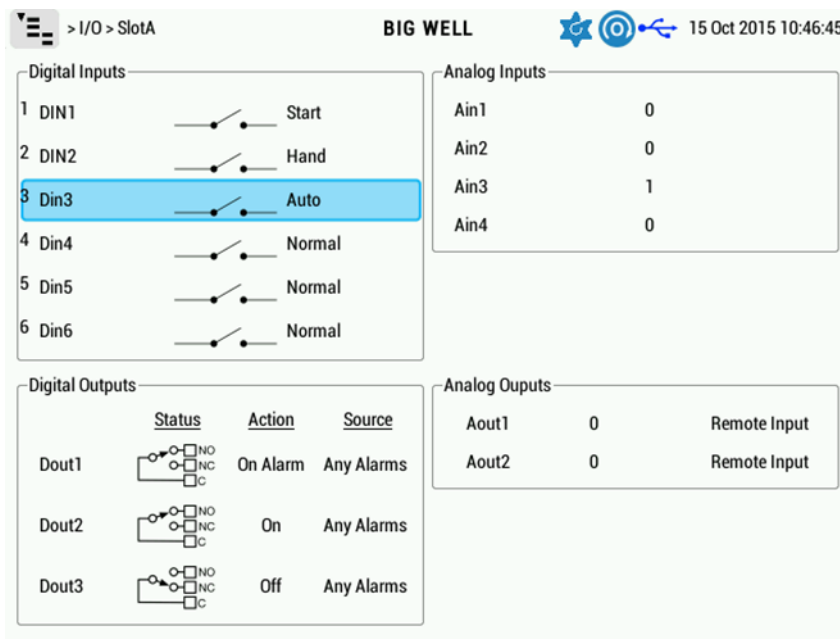 > I/O > SlotA
BIG WELL
15 Oct 2015 10:46:45
Digital Inputs
1 DIN1 Start
2 DIN2 Hand
3 Din3 Auto
4 Din4 Normal
5 Din5 Normal
6 Din6 Normal
Analog Inputs
Ain1 0
Ain2 0
Ain3 1
Ain4 0
Digital Outputs
Status Action Source
NO
Dout1 NC On Alarm Any Alarms
C
NO
Dout2 NC On Any Alarms
C
NO
Dout3 NC Off Any Alarms
C
Analog Ouputs
Aout1 0 Remote Input
Aout2 0 Remote Input